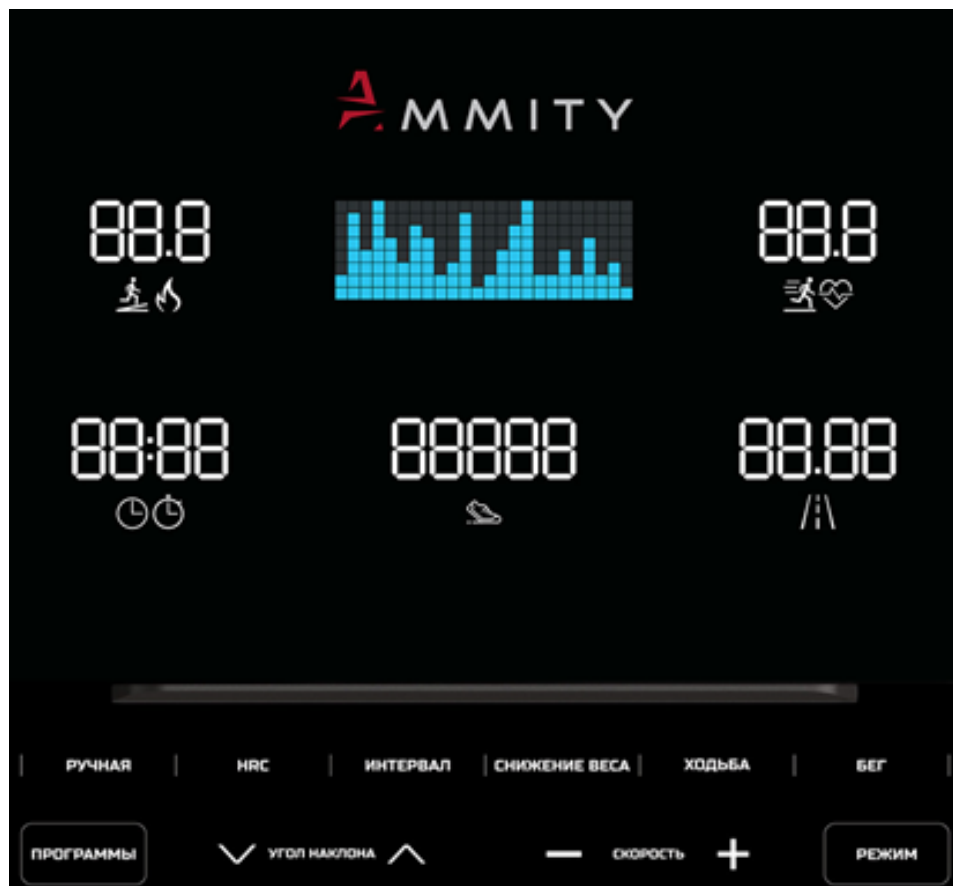 AMMITY
88.8
88.8
88:88
88888
88.88
РУЧНАЯ
HRC
ИНТЕРВАЛ
СНИЖЕНИЕ ВЕСА
ХОДЬБА
БЕГ
ПРОГРАММЫ
УГОЛ НАКЛОНА
СКОРОСТЬ
РЕЖИМ